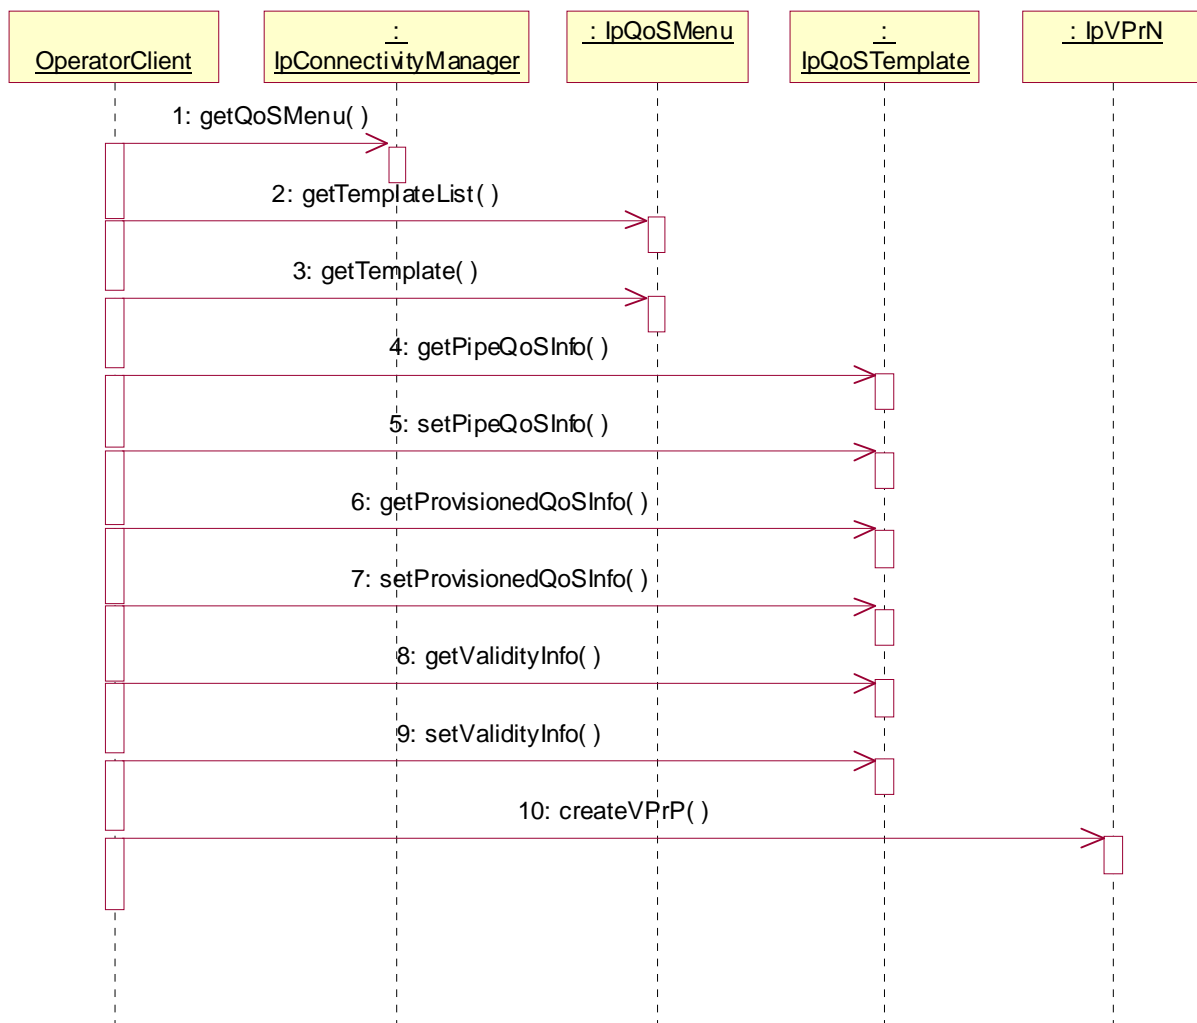 OperatorClient
:
IpConnectivityManager
: IpQoSMenu
:
IpQoSTemplate
: IpVPrN
1: getQoSMenu( )
2: getTemplateList( )
3: getTemplate( )
4: getPipeQoSInfo( )
5: setPipeQoSInfo( )
6: getProvisionedQoSInfo( )
7: setProvisionedQoSInfo( )
8: getValidityInfo( )
9: setValidityInfo( )
10: createVPrP( )